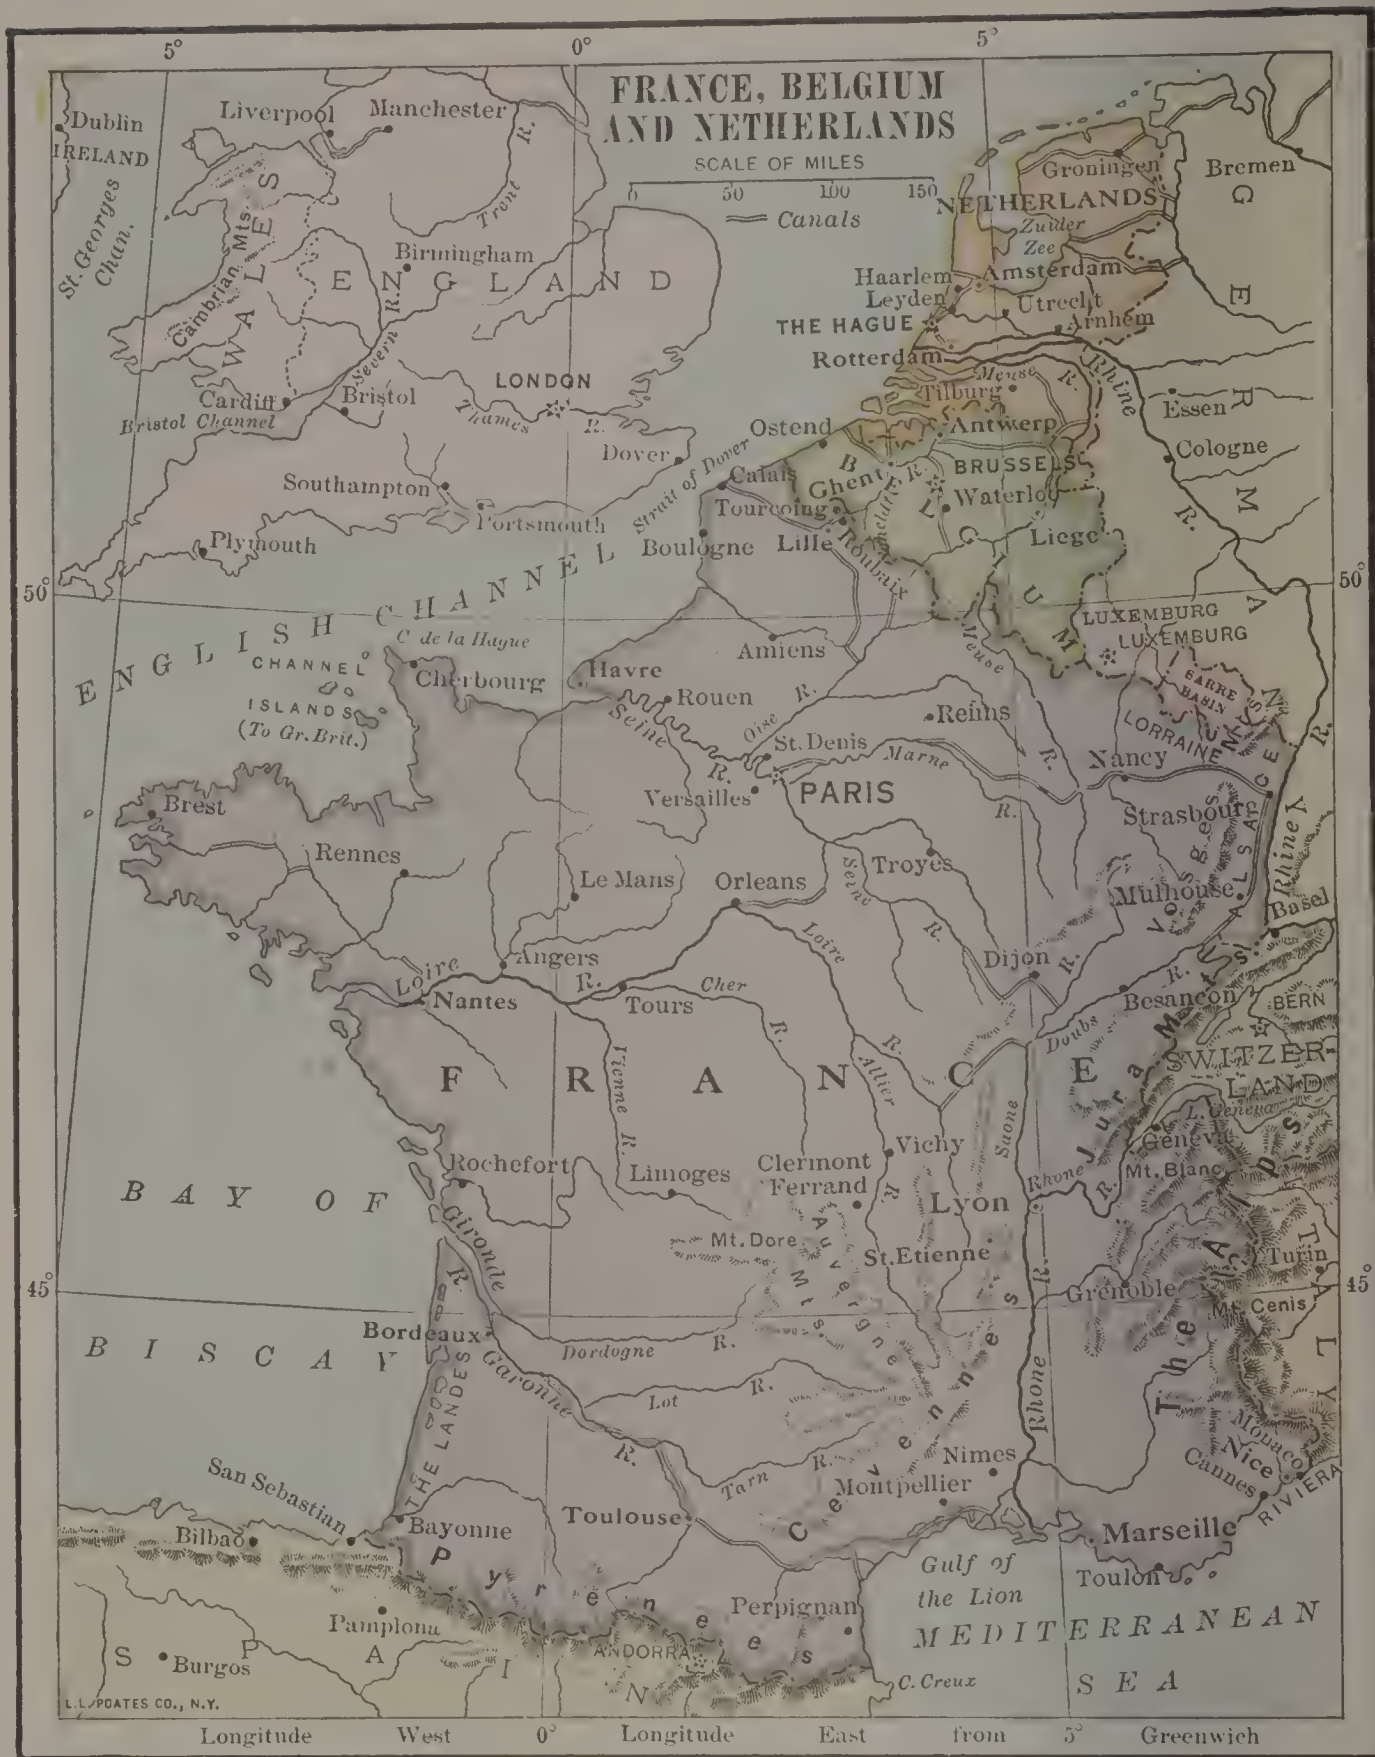 5° 0° 5°
FRANCE, BELGIUM
AND NETHERLANDS
SCALE OF MILES
0 50 100 150
Canals
Dublin
IRELAND
St. Georges
Chan.
Liverpool
Manchester
Trent R.
WALES
Cambrian Mts.
Birmingham
ENGLAND
Severn R.
Cardiff
Bristol
Bristol Channel
LONDON
Thames R.
Dover
Strait of Dover
Southampton
Portsmouth
Plymouth
Groningen
Bremen
NETHERLANDS
Zuider
Zee
Haarlem
Amsterdam
Leyden
Utrecht
THE HAGUE
Arnhem
Rotterdam
Meuse R.
Rhine R.
Tilburg
Essen
GERMANY
Ostend
Antwerp
Cologne
BELGIUM
Ghent
BRUSSELS
Waterloo
Calais
Tourcoing
Boulogne
Lille
Roubaix
Liege
50° 50°
ENGLISH CHANNEL
C. de la Hague
CHANNEL
ISLANDS
(To Gr. Brit.)
Cherbourg
Havre
Amiens
Meuse R.
LUXEMBURG
LUXEMBURG
SARRE
BASIN
Rouen
Seine R.
Oise R.
Reims
LORRAINE
St. Denis
Marne R.
Nancy
Versailles
PARIS
Strasbourg
ALSACE
Vosges Mts.
Rhine R.
Brest
Rennes
Le Mans
Orleans
Troyes
Seine R.
Mulhouse
Basel
Angers
Loire R.
Nantes
Tours
Cher R.
Loire R.
Dijon
R.
Besancon
Doubs R.
BERN
SWITZER-
LAND
FRANCE
Vienne R.
Allier R.
Saone
Jura Mts.
L. Geneva
Geneva
Vichy
Rochefort
Limoges
Clermont
Ferrand
Lyon
Rhone R.
Mt. Blanc
BAY OF
BISCAY
Gironde R.
Mt. Dore
Auvergne Mts.
St. Etienne
Turin
45° 45°
Grenoble
Mt. Cenis
The Alps
ITALY
Bordeaux
Dordogne R.
Garonne R.
Lot R.
Cevennes
Rhone R.
THE LANDES
Tarn R.
Nimes
Monaco
Nice
Cannes
RIVIERA
San Sebastian
Bilbao
Bayonne
Toulouse
Montpellier
Marseille
Toulon
Pyrenees
Gulf of
the Lion
MEDITERRANEAN
SEA
Pamplona
Perpignan
ANDORRA
SPAIN
Burgos
C. Creux
L.L. POATES CO., N.Y.
Longitude West 0° Longitude East from 5° Greenwich